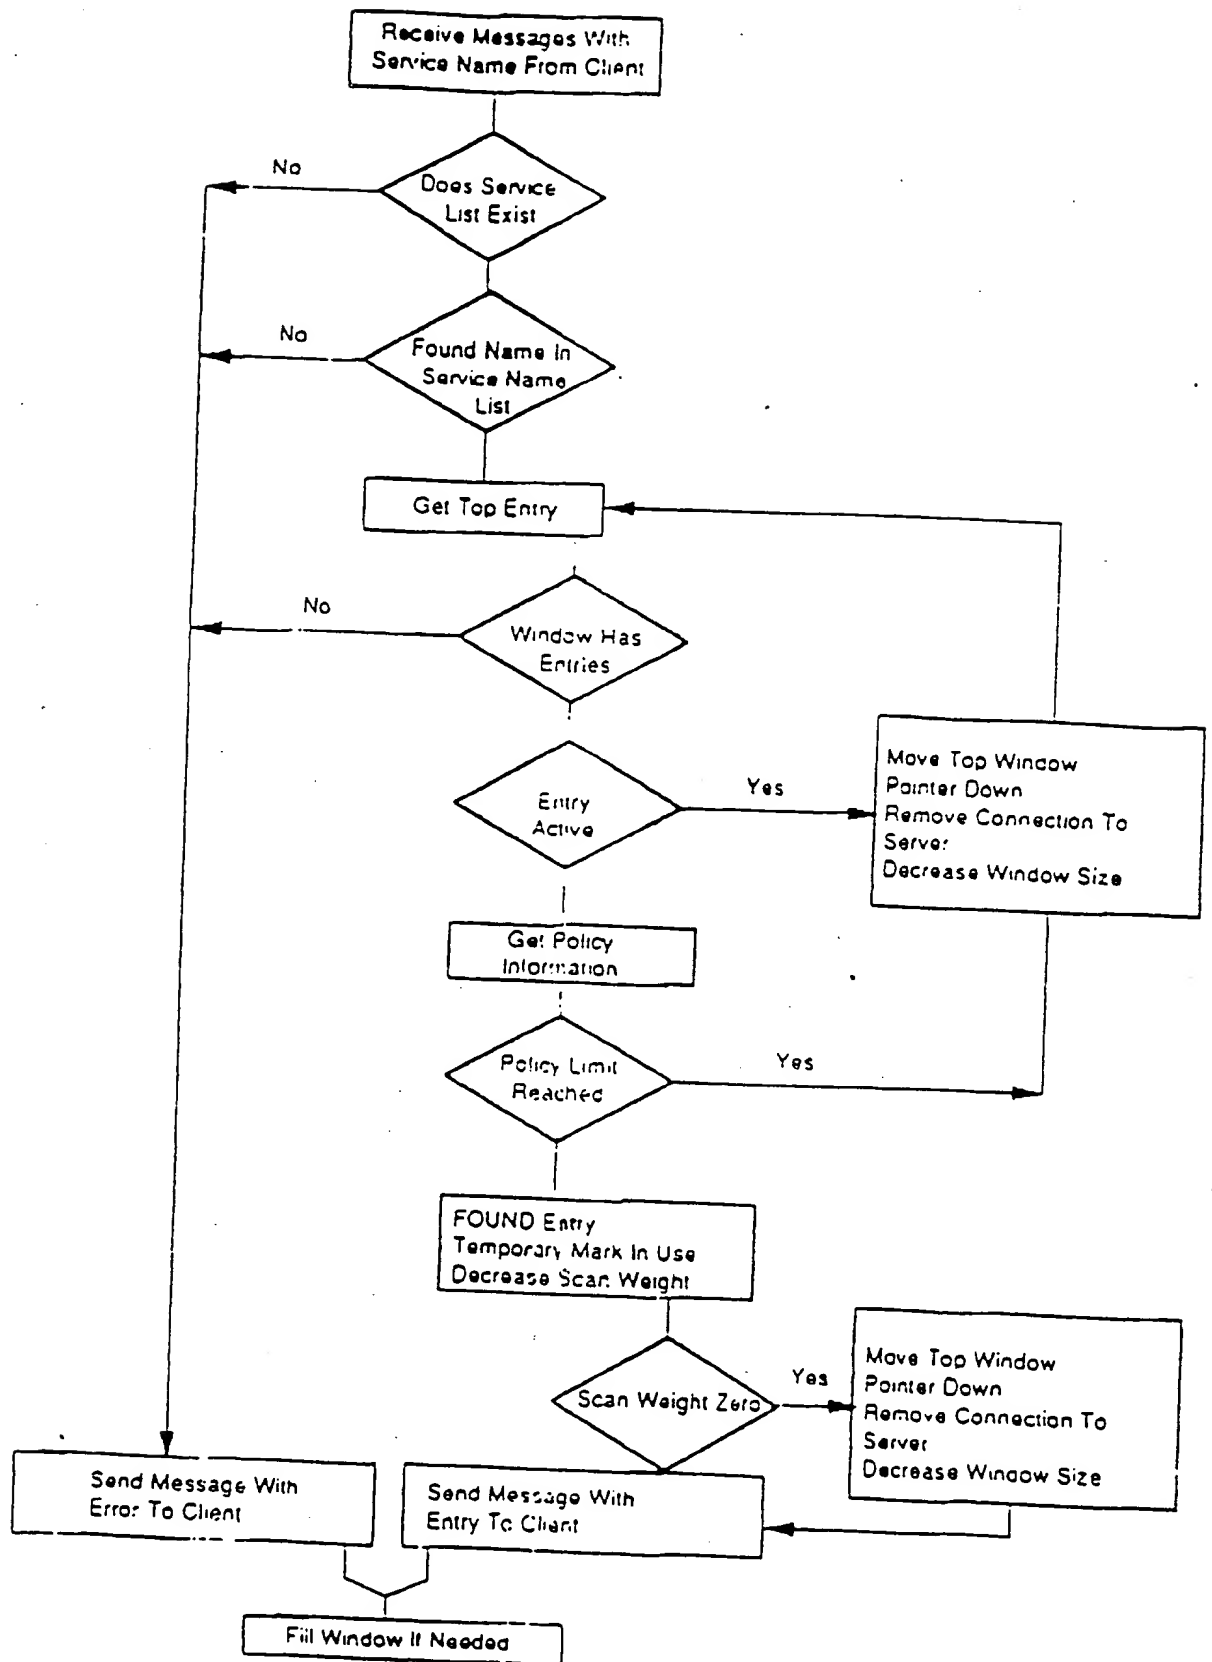 Receive Messages With
Service Name From Client
No
Does Service
List Exist
No
Found Name In
Service Name
List
Get Top Entry
No
Window Has
Entries
Move Top Window
Pointer Down
Remove Connection To
Server
Decrease Window Size
Yes
Entry
Active
Get Policy
Information
Policy Limit
Reached
Yes
FOUND Entry
Temporary Mark In Use
Decrease Scan Weight
Scan Weight Zero
Yes
Move Top Window
Pointer Down
Remove Connection To
Server
Decrease Window Size
Send Message With
Error To Client
Send Message With
Entry To Client
Fill Window If Needed